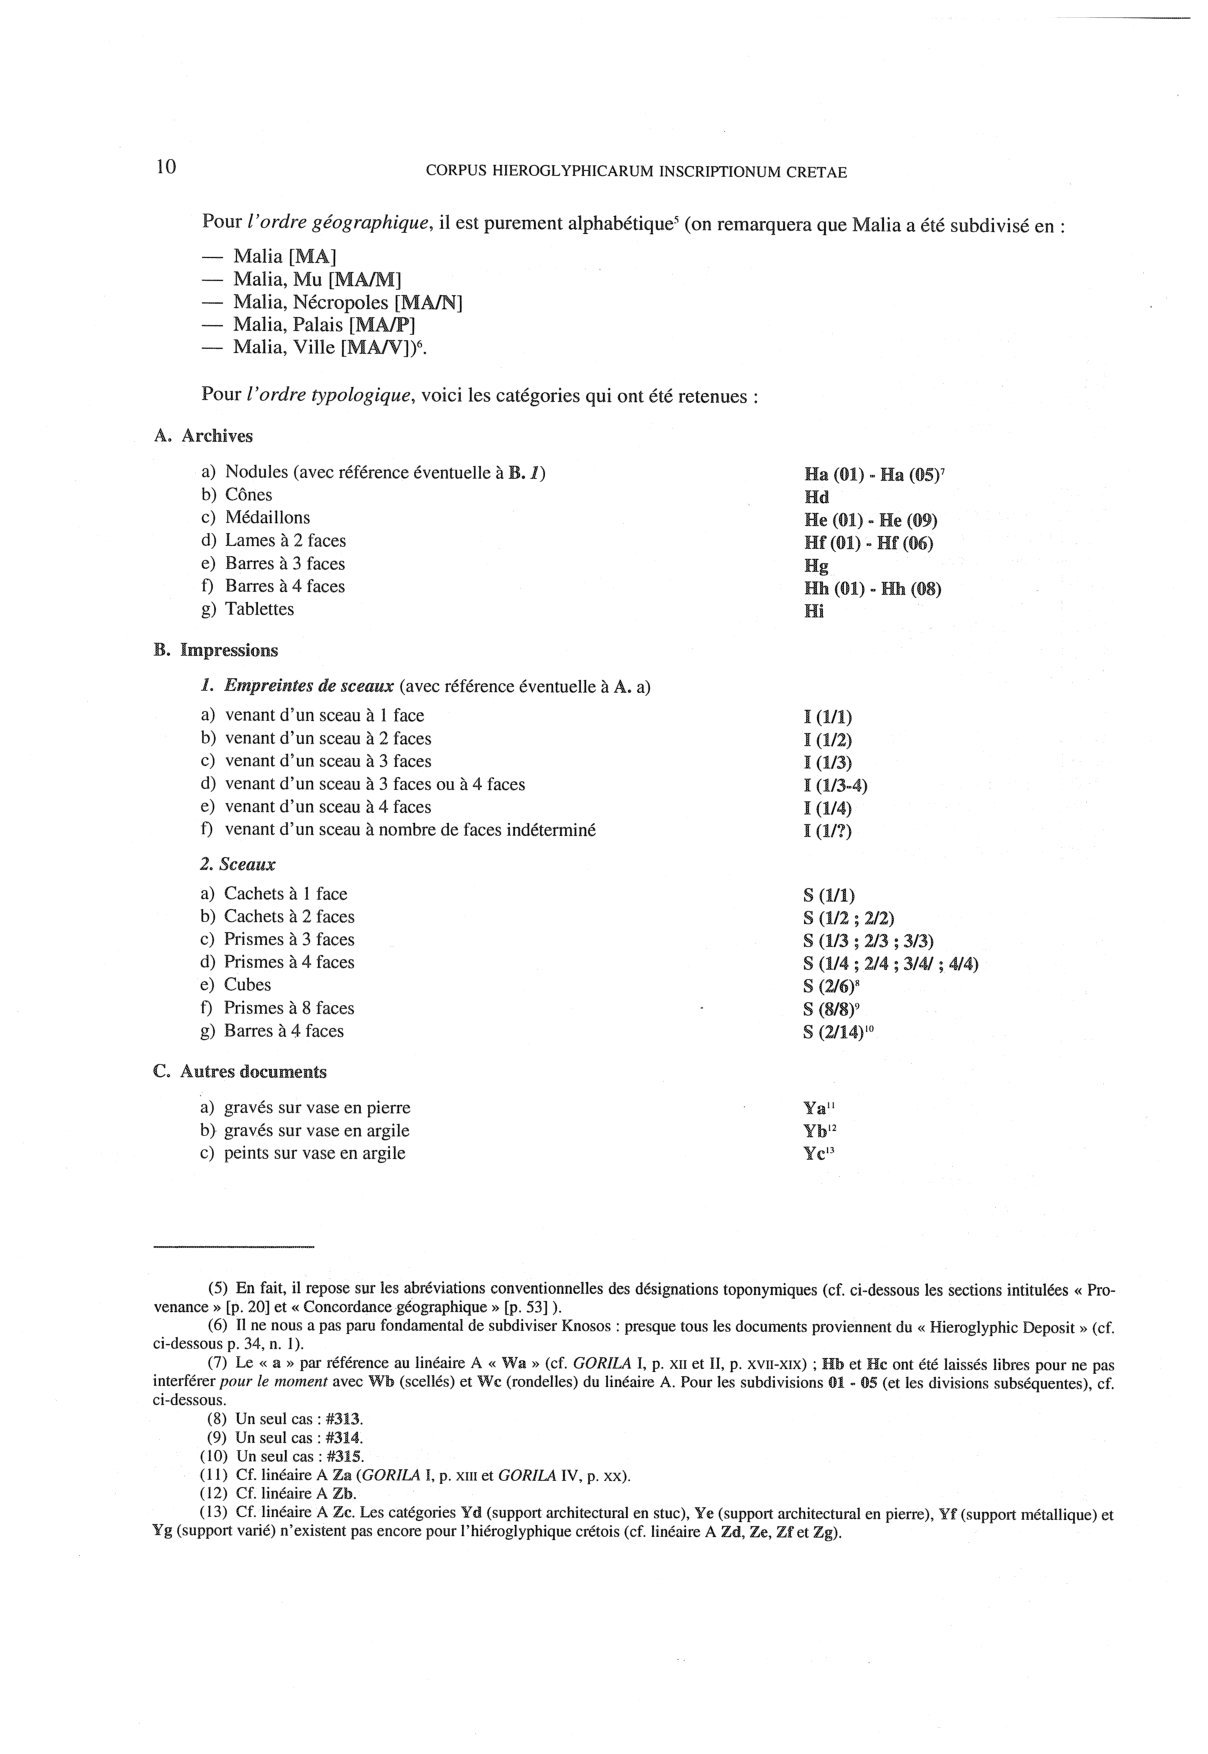 10
CORPUS HIEROGLYPHICARUM INSCRIPTIONUM CRETAE
Pour l'ordre géographique, il est purement alphabétique⁵ (on remarquera que Malia a été subdivisé en :
— Malia [MA]
— Malia, Mu [MA/M]
— Malia, Nécropoles [MA/N]
— Malia, Palais [MA/P]
— Malia, Ville [MA/V])⁶.
Pour l'ordre typologique, voici les catégories qui ont été retenues :
A. Archives
a) Nodules (avec référence éventuelle à B. 1) Ha (01) - Ha (05)⁷
b) Cônes Hd
c) Médaillons He (01) - He (09)
d) Lames à 2 faces Hf (01) - Hf (06)
e) Barres à 3 faces Hg
f) Barres à 4 faces Hh (01) - Hh (08)
g) Tablettes Hi
B. Impressions
1. Empreintes de sceaux (avec référence éventuelle à A. a)
a) venant d'un sceau à 1 face I (1/1)
b) venant d'un sceau à 2 faces I (1/2)
c) venant d'un sceau à 3 faces I (1/3)
d) venant d'un sceau à 3 faces ou à 4 faces I (1/3-4)
e) venant d'un sceau à 4 faces I (1/4)
f) venant d'un sceau à nombre de faces indéterminé I (1/?)
2. Sceaux
a) Cachets à 1 face S (1/1)
b) Cachets à 2 faces S (1/2 ; 2/2)
c) Prismes à 3 faces S (1/3 ; 2/3 ; 3/3)
d) Prismes à 4 faces S (1/4 ; 2/4 ; 3/4/ ; 4/4)
e) Cubes S (2/6)⁸
f) Prismes à 8 faces S (8/8)⁹
g) Barres à 4 faces S (2/14)¹⁰
C. Autres documents
a) gravés sur vase en pierre Ya¹¹
b) gravés sur vase en argile Yb¹²
c) peints sur vase en argile Yc¹³
(5) En fait, il repose sur les abréviations conventionnelles des désignations toponymiques (cf. ci-dessous les sections intitulées « Pro-
venance » [p. 20] et « Concordance géographique » [p. 53] ).
(6) Il ne nous a pas paru fondamental de subdiviser Knosos : presque tous les documents proviennent du « Hieroglyphic Deposit » (cf.
ci-dessous p. 34, n. 1).
(7) Le « a » par référence au linéaire A « Wa » (cf. GORILA I, p. XII et II, p. XVII-XIX) ; Hb et Hc ont été laissés libres pour ne pas
interférer pour le moment avec Wb (scellés) et Wc (rondelles) du linéaire A. Pour les subdivisions 01 - 05 (et les divisions subséquentes), cf.
ci-dessous.
(8) Un seul cas : #313.
(9) Un seul cas : #314.
(10) Un seul cas : #315.
(11) Cf. linéaire A Za (GORILA I, p. XIII et GORILA IV, p. XX).
(12) Cf. linéaire A Zb.
(13) Cf. linéaire A Zc. Les catégories Yd (support architectural en stuc), Ye (support architectural en pierre), Yf (support métallique) et
Yg (support varié) n'existent pas encore pour l'hiéroglyphique crétois (cf. linéaire A Zd, Ze, Zf et Zg).